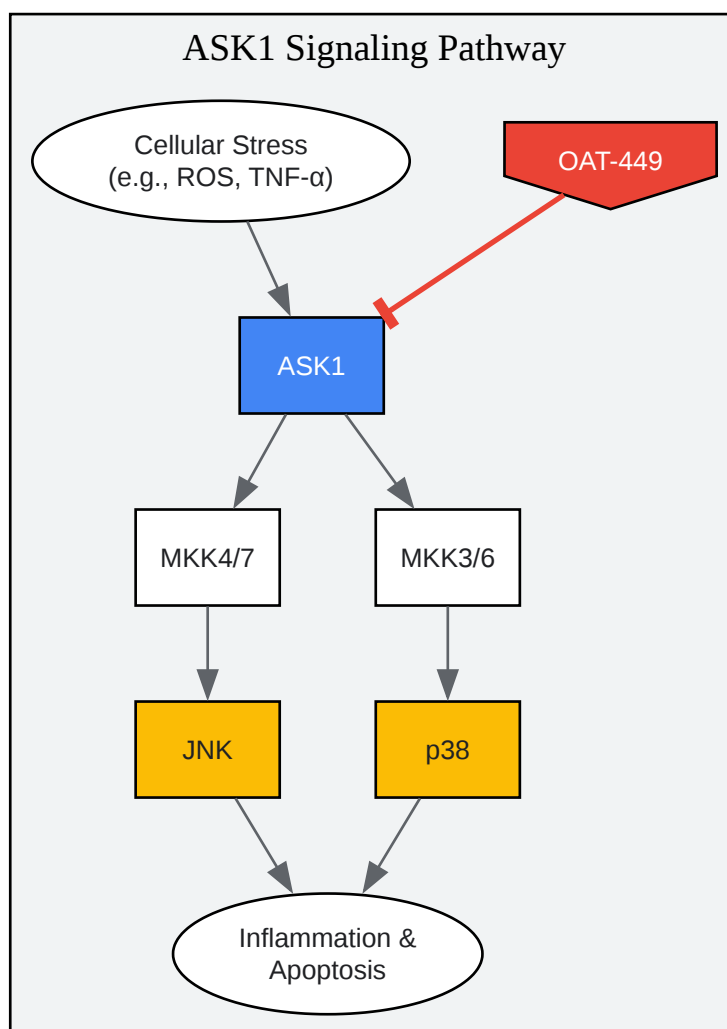 ASK1 Signaling Pathway
Cellular Stress
(e.g., ROS, TNF-α)
OAT-449
ASK1
MKK4/7
MKK3/6
JNK
p38
Inflammation &
Apoptosis